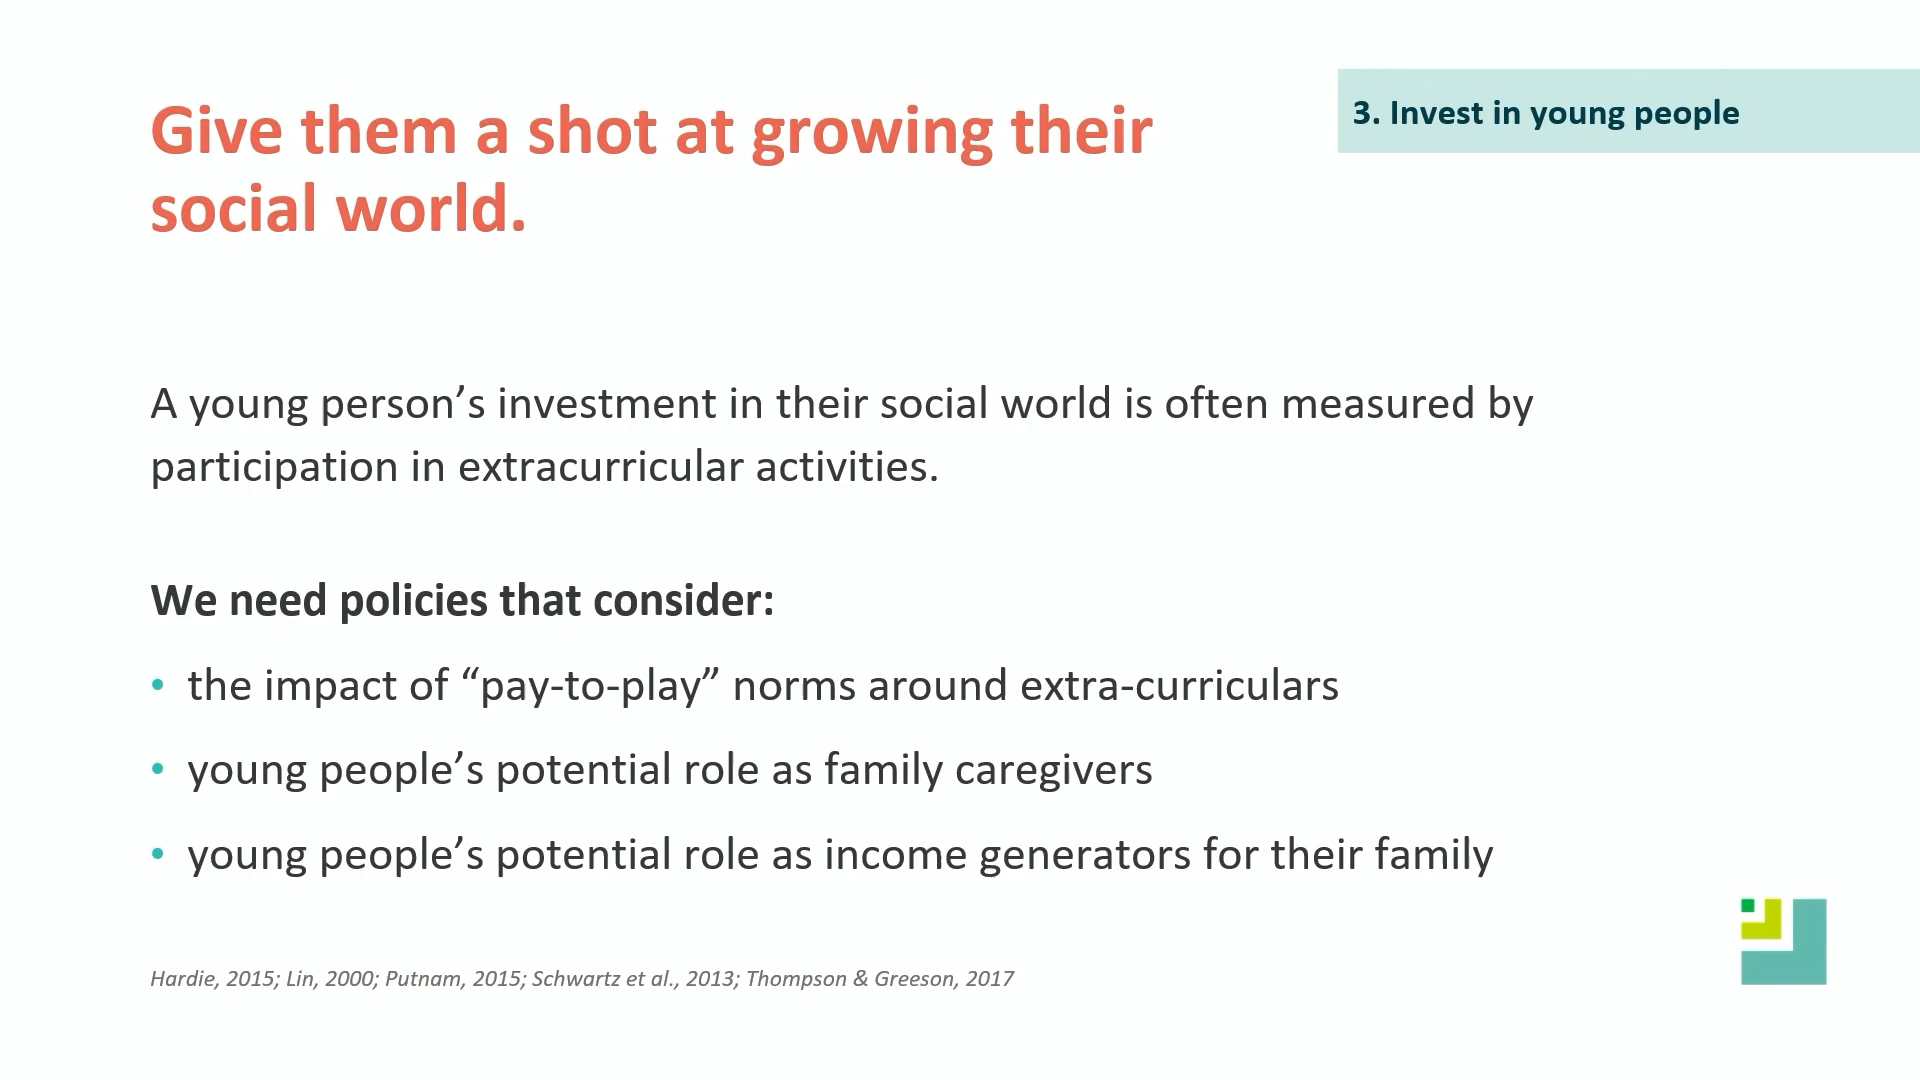 Give them a shot at growing their
social world.
3. Invest in young people
A young person’s investment in their social world is often measured by
participation in extracurricular activities.
We need policies that consider:
• the impact of “pay-to-play” norms around extra-curriculars
• young people’s potential role as family caregivers
• young people’s potential role as income generators for their family
Hardie, 2015; Lin, 2000; Putnam, 2015; Schwartz et al., 2013; Thompson & Greeson, 2017